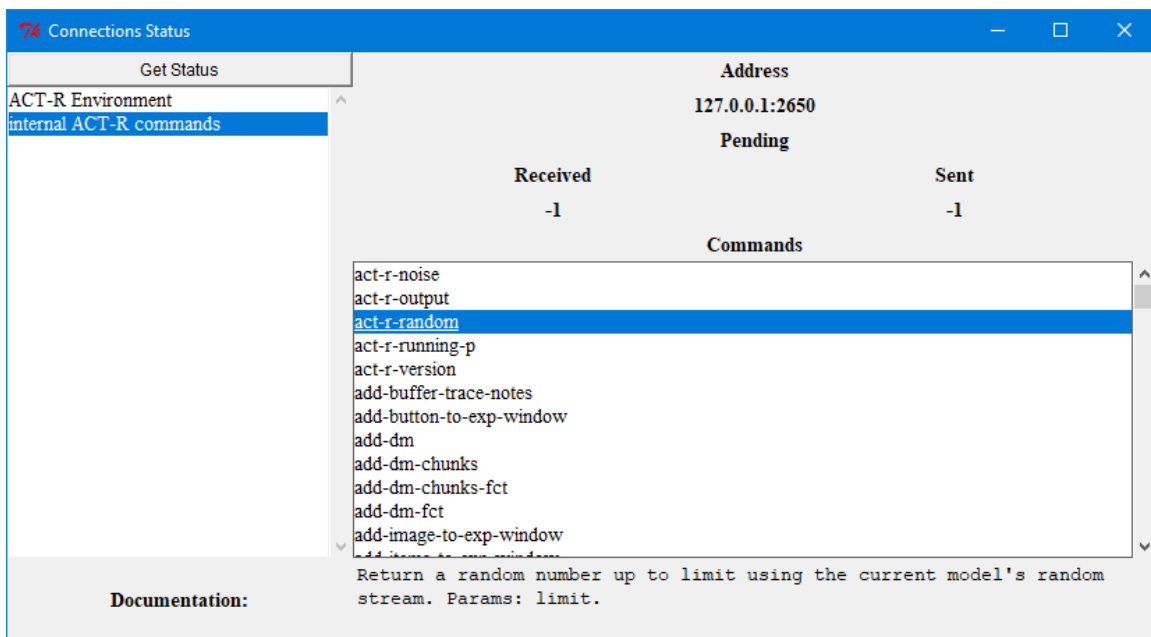 Connections Status
Get Status
ACT-R Environment
internal ACT-R commands
Address
127.0.0.1:2650
Pending
Received Sent
-1 -1
Commands
act-r-noise
act-r-output
act-r-random
act-r-running-p
act-r-version
add-buffer-trace-notes
add-button-to-exp-window
add-dm
add-dm-chunks
add-dm-chunks-fct
add-dm-fct
add-image-to-exp-window
Documentation:
Return a random number up to limit using the current model's random
stream. Params: limit.